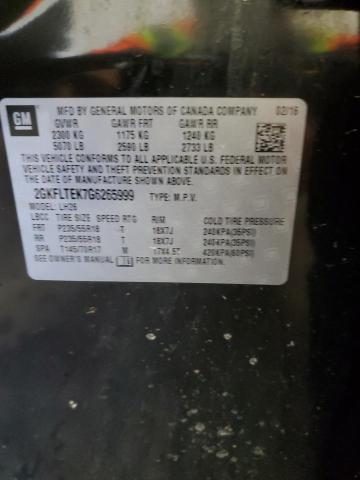 GM
MFD BY GENERAL MOTORS OF CANADA COMPANY 02/16
GVWR GAWR FRT GAWR RR
2300 KG 1175 KG 1240 KG
5070 LB 2590 LB 2733 LB
THIS VEHICLE CONFORMS TO ALL APPLICABLE U.S. FEDERAL MOTOR
VEHICLE SAFETY AND THEFT PREVENTION STANDARDS IN EFFECT ON
THE DATE OF MANUFACTURE SHOWN ABOVE.
2GKFLTEK7G6265999 TYPE: M.P.V.
MODEL: LH26
LBCC TIRE SIZE SPEED RTG RIM COLD TIRE PRESSURE
FRT P235/55R18 T 18X7J 240KPA(35PSI)
RR P235/55R18 T 18X7J 240KPA(35PSI)
SPA T145/70R17 M 17X4.5 420KPA(60PSI)
SEE OWNER'S MANUAL FOR MORE INFORMATION.